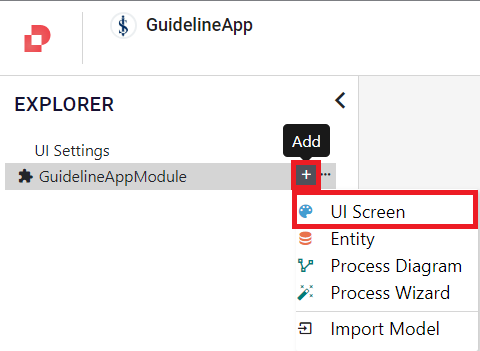 GuidelineApp
EXPLORER
Add
UI Settings
GuidelineAppModule
UI Screen
Entity
Process Diagram
Process Wizard
Import Model